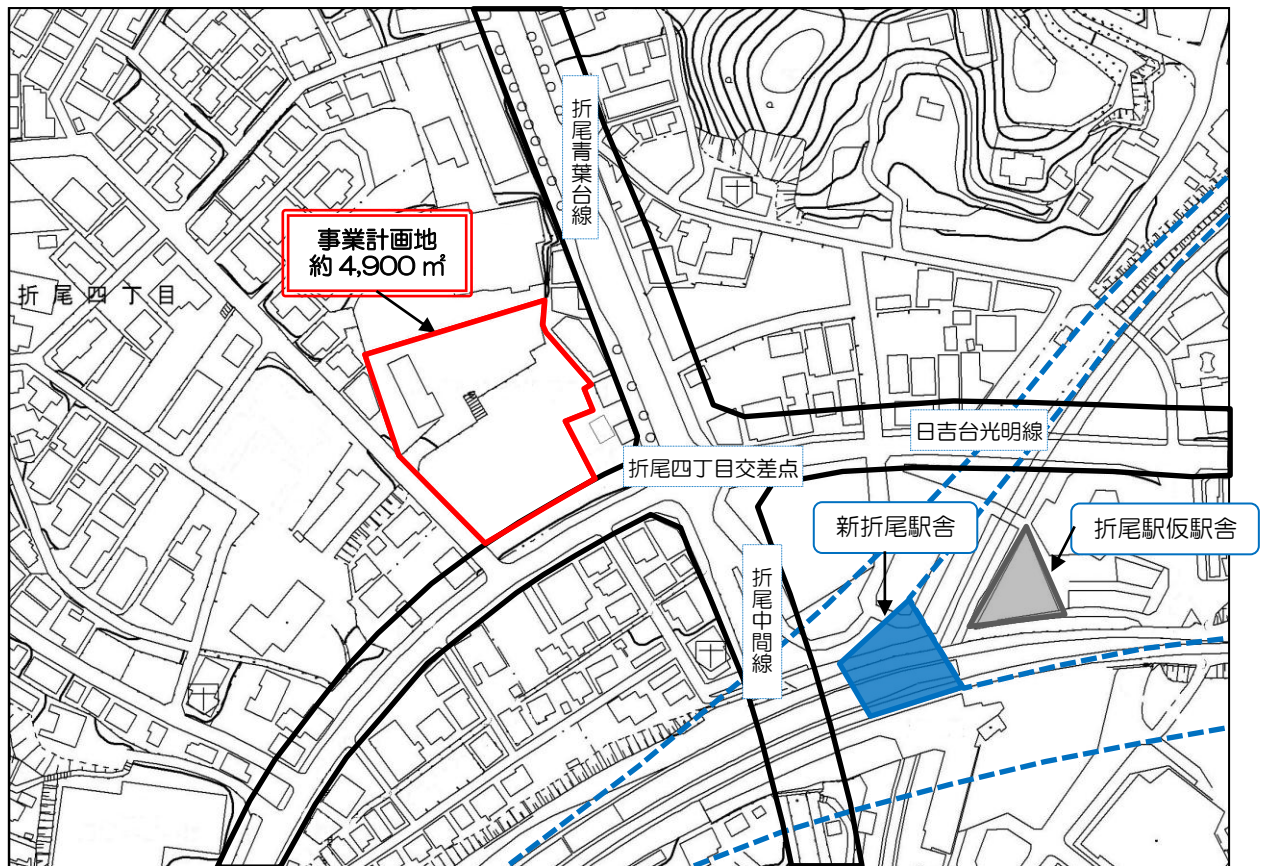 折尾青葉台線
事業計画地
約 4,900 ㎡
折尾四丁目
日吉台光明線
折尾四丁目交差点
新折尾駅舎
折尾駅仮駅舎
折尾中間線